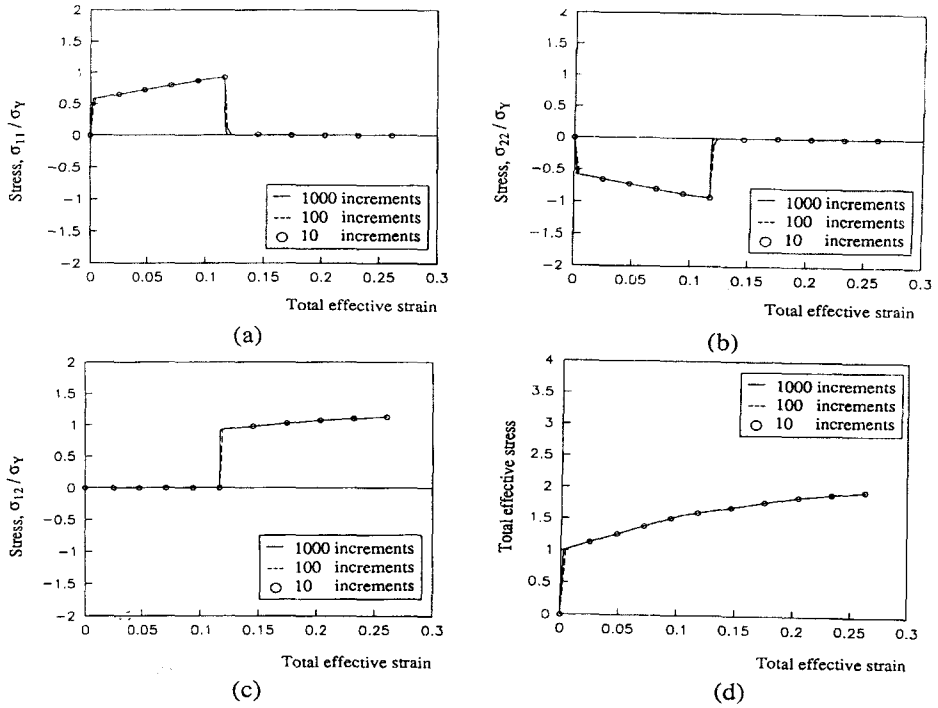 2
1.5
1
0.5
0
-0.5
-1
-1.5
-2
Stress, σ11 / σY
1000 increments
100 increments
10 increments
0 0.05 0.1 0.15 0.2 0.25 0.3
Total effective strain
(a)
2
1.5
1
0.5
0
-0.5
-1
-1.5
-2
Stress, σ22 / σY
1000 increments
100 increments
10 increments
0 0.05 0.1 0.15 0.2 0.25 0.3
Total effective strain
(b)
2
1.5
1
0.5
0
-0.5
-1
-1.5
-2
Stress, σ12 / σY
1000 increments
100 increments
10 increments
0 0.05 0.1 0.15 0.2 0.25 0.3
Total effective strain
(c)
4
3.5
3
2.5
2
1.5
1
0.5
0
Total effective stress
1000 increments
100 increments
10 increments
0 0.05 0.1 0.15 0.2 0.25 0.3
Total effective strain
(d)